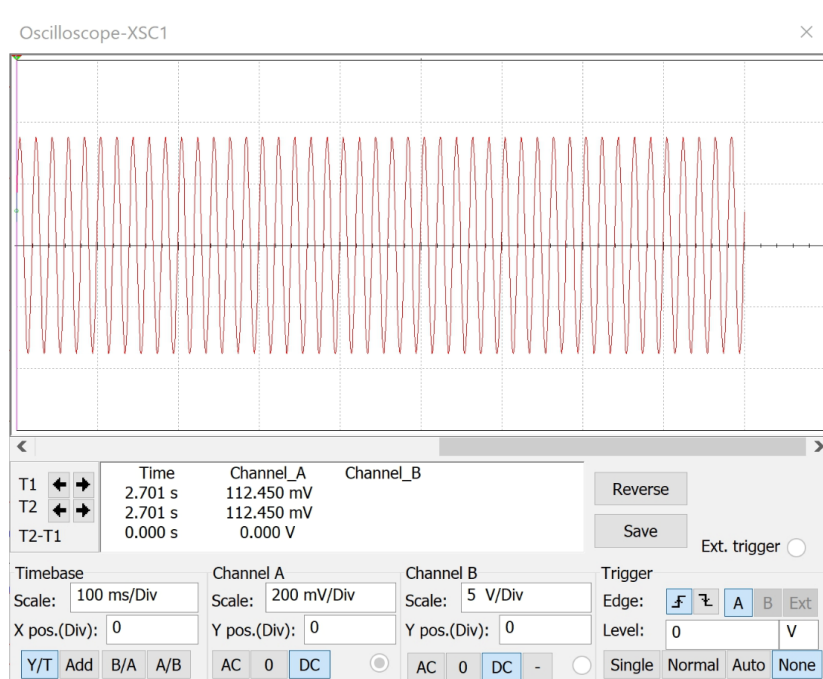 Oscilloscope-XSC1
Time Channel_A Channel_B
T1 2.701 s 112.450 mV
T2 2.701 s 112.450 mV
T2-T1 0.000 s 0.000 V
Reverse
Save
Ext. trigger
Timebase Channel A Channel B Trigger
Scale: 100 ms/Div Scale: 200 mV/Div Scale: 5 V/Div Edge: A B Ext
X pos.(Div): 0 Y pos.(Div): 0 Y pos.(Div): 0 Level: 0 V
Y/T Add B/A A/B AC 0 DC AC 0 DC - Single Normal Auto None